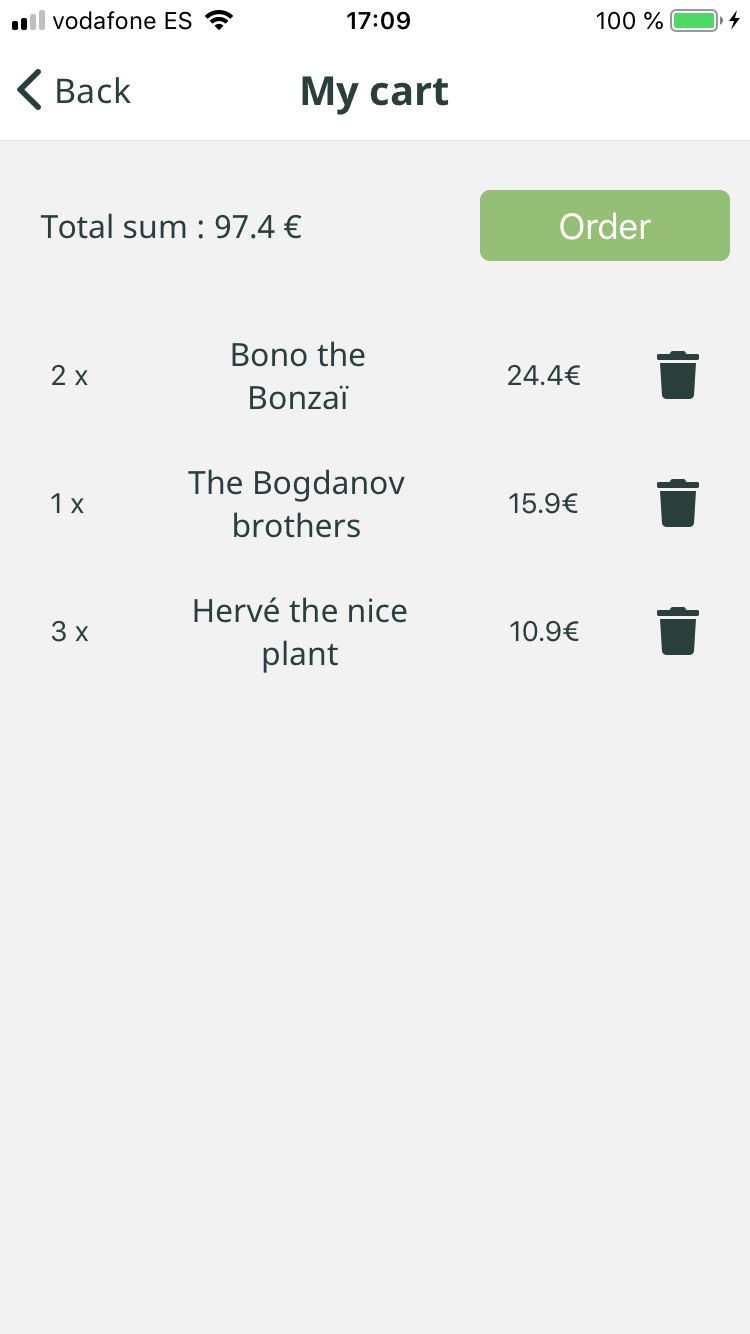 vodafone ES 17:09 100 %
Back My cart
Total sum : 97.4 € Order
Bono the
2 x 24.4€
Bonzaï
The Bogdanov
1 x 15.9€
brothers
Hervé the nice
3 x 10.9€
plant